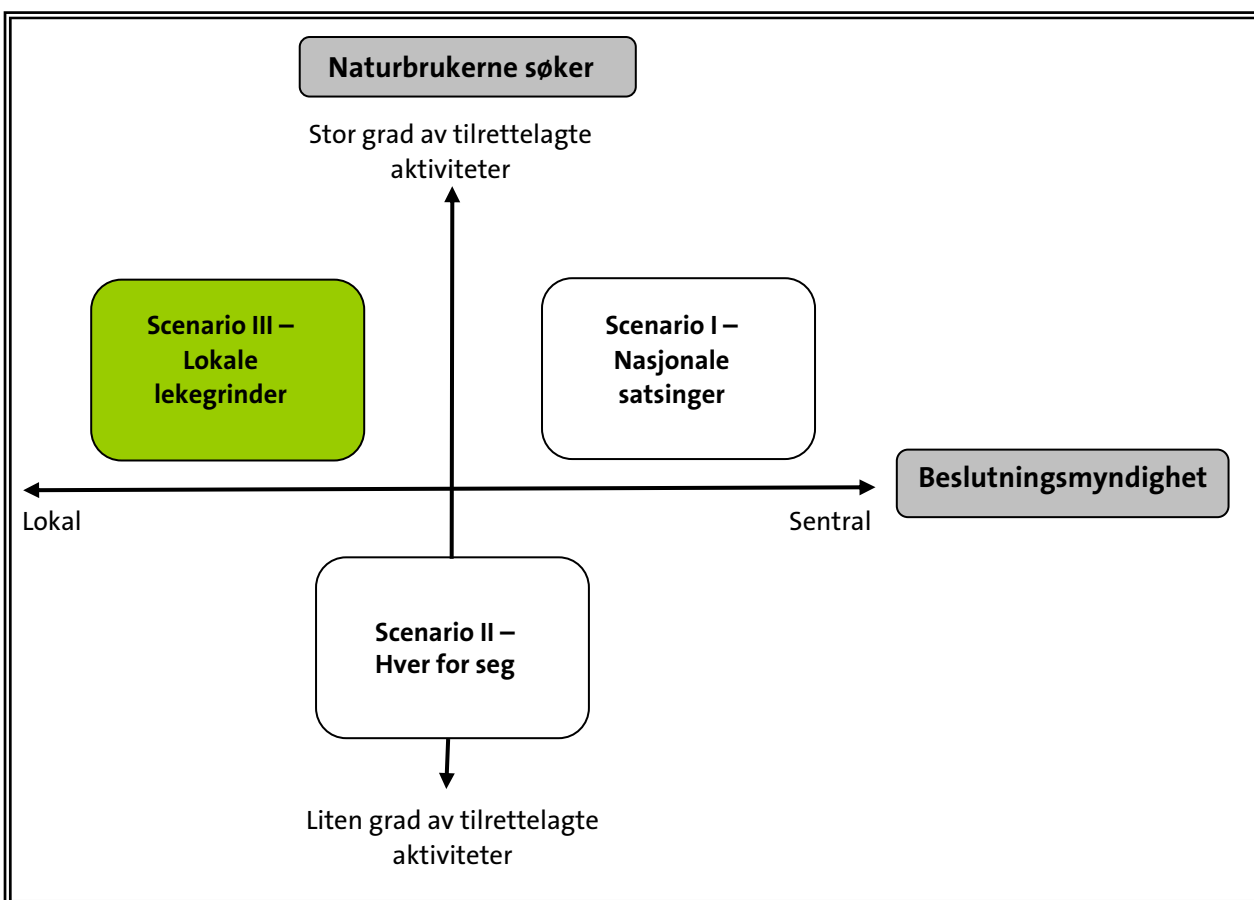 Naturbrukerne søker
Stor grad av tilrettelagte
aktiviteter
Scenario III –
Lokale
lekegrinder
Scenario I –
Nasjonale
satsinger
Beslutningsmyndighet
Lokal
Sentral
Scenario II –
Hver for seg
Liten grad av tilrettelagte
aktiviteter